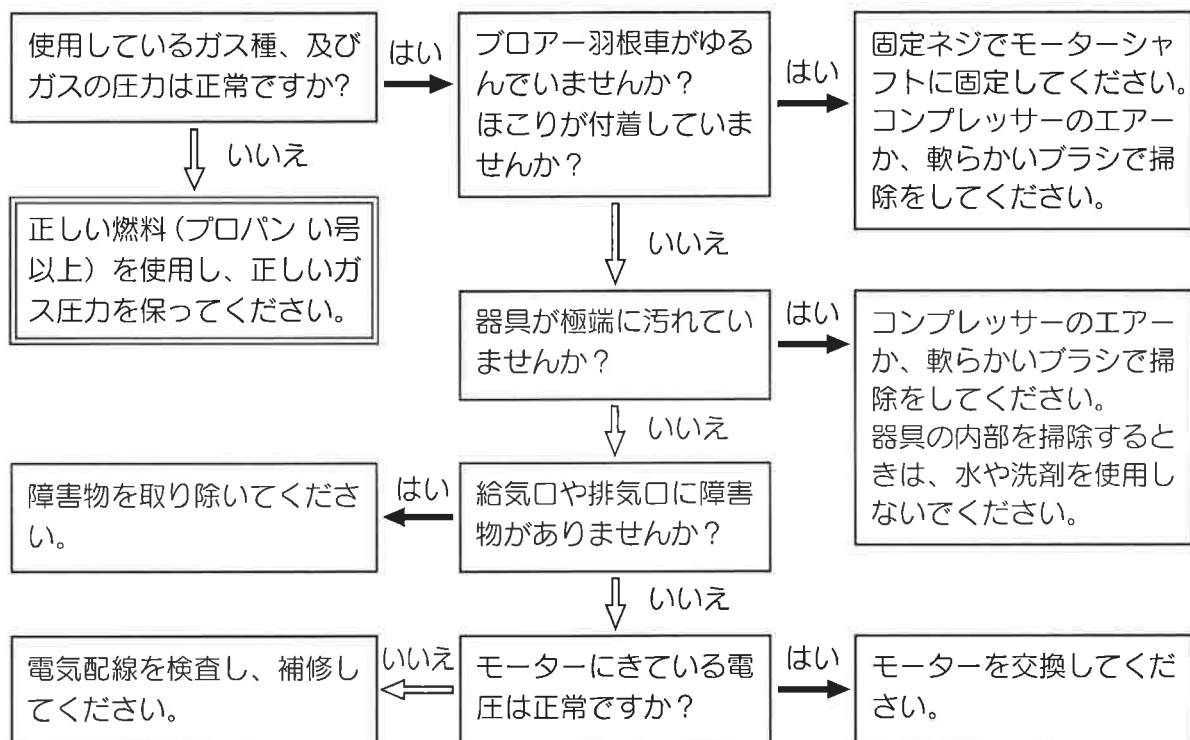 使用しているガス種、及び
ガスの圧力は正常ですか?
はい
ブロアー羽根車がゆる
んでいませんか?
ほこりが付着していま
せんか?
はい
固定ネジでモーターシャ
フトに固定してください。
コンプレッサーのエアー
か、軟らかいブラシで掃
除をしてください。
いいえ
正しい燃料(プロパン い号
以上)を使用し、正しいガ
ス圧力を保ってください。
いいえ
器具が極端に汚れてい
ませんか?
はい
コンプレッサーのエアー
か、軟らかいブラシで掃
除をしてください。
器具の内部を掃除すると
きは、水や洗剤を使用し
ないでください。
いいえ
給気口や排気口に障害
物がありませんか?
はい
障害物を取り除いてくださ
い。
いいえ
モーターにきている電
圧は正常ですか?
いいえ
電気配線を検査し、補修し
てください。
はい
モーターを交換してくだ
さい。